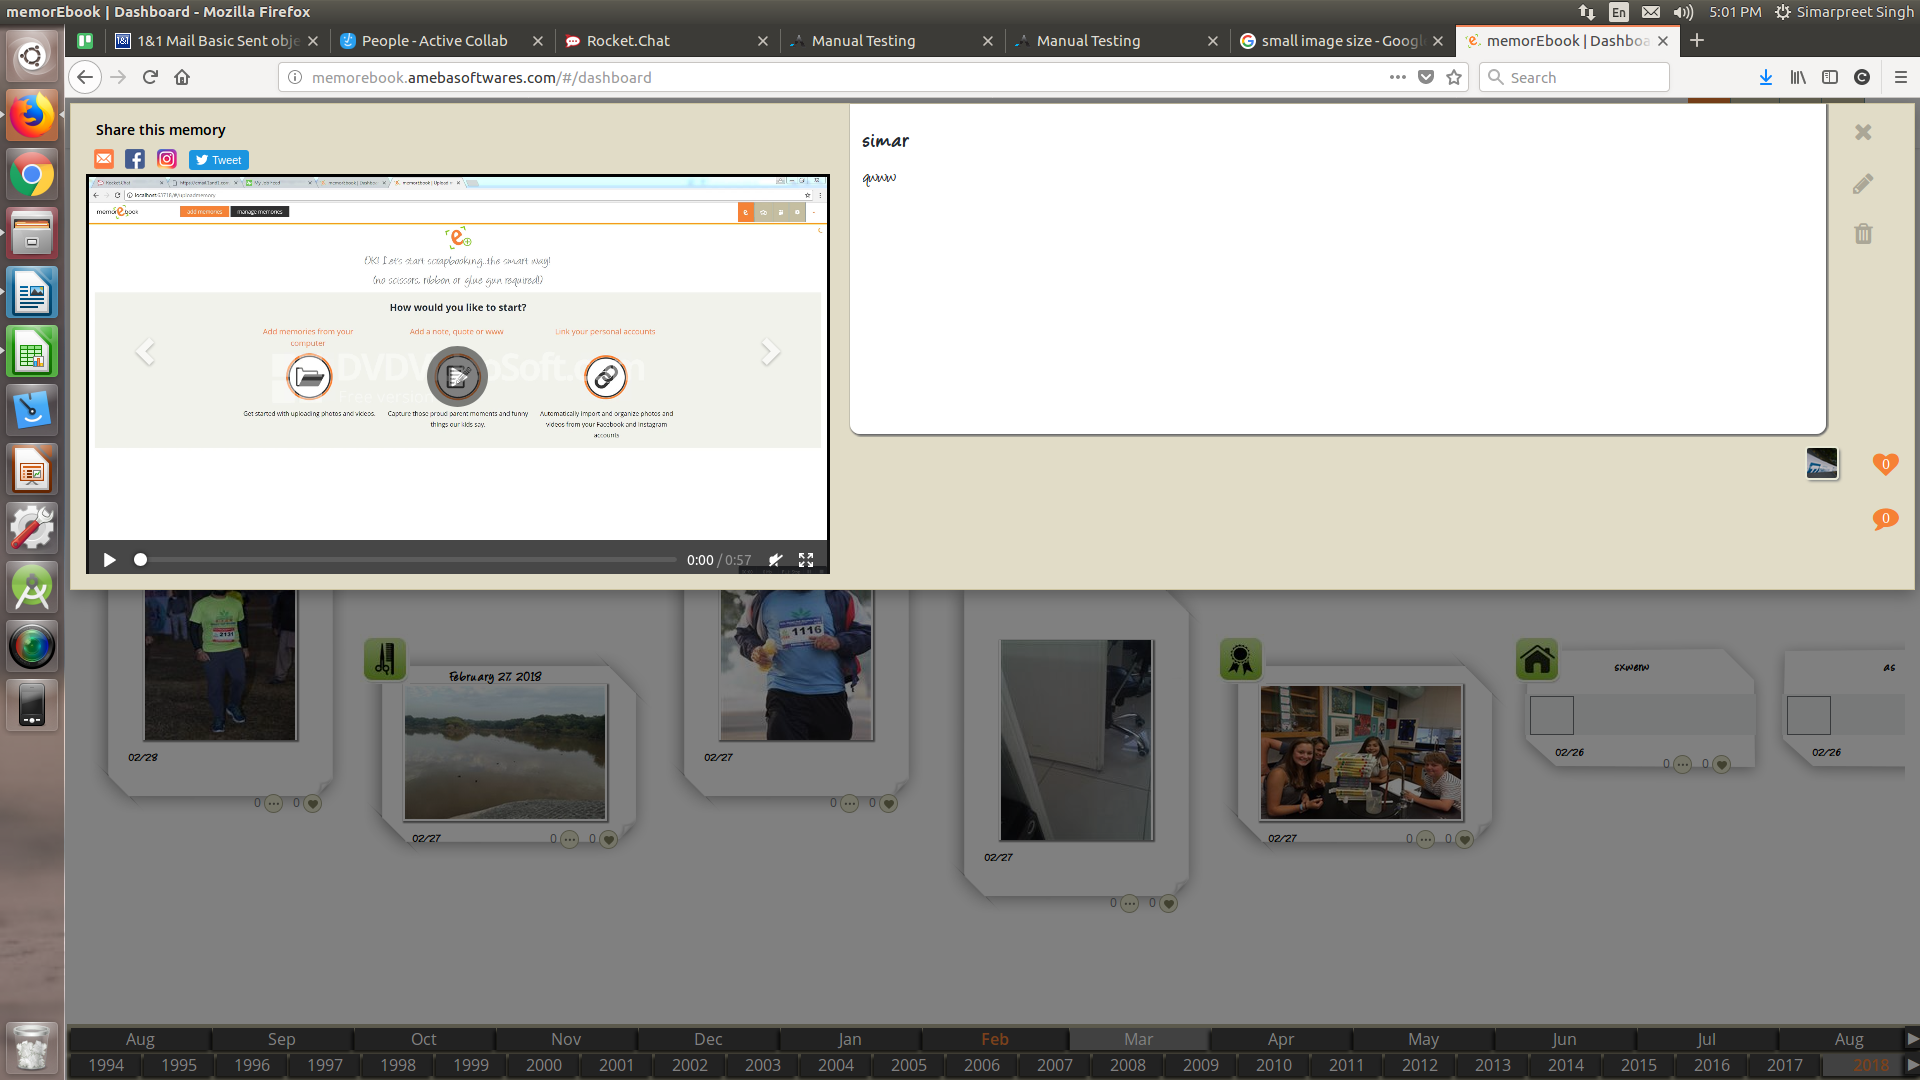 memorEbook | Dashboard - Mozilla Firefox
En
5:01 PM
Simarpreet Singh
1&1 Mail Basic Sent obje
People - Active Collab
Rocket.Chat
Manual Testing
Manual Testing
small image size - Googl
memorEbook | Dashboa
memorebook.amebasoftwares.com/#/dashboard
Search
Share this memory
Tweet
simar
qwww
memorEbook
add memories
manage memories
OK! Let's start scrapbooking...the smart way!
(no scissors, ribbon or glue gun required!)
How would you like to start?
Add memories from your computer
Add a note, quote or www
Link your personal accounts
Get started with uploading photos and videos.
Capture those proud parent moments and funny
things our kids say.
Automatically import and organize photos and
videos from your Facebook and Instagram
accounts
0:00 / 0:57
0
0
2131
02/28
0 0
February 27, 2018
02/27
0 0
1116
02/27
0 0
02/27
0 0
02/27
0 0
sxwerw
02/26
0 0
as
02/26
Aug Sep Oct Nov Dec Jan Feb Mar Apr May Jun Jul Aug
1994 1995 1996 1997 1998 1999 2000 2001 2002 2003 2004 2005 2006 2007 2008 2009 2010 2011 2012 2013 2014 2015 2016 2017 2018